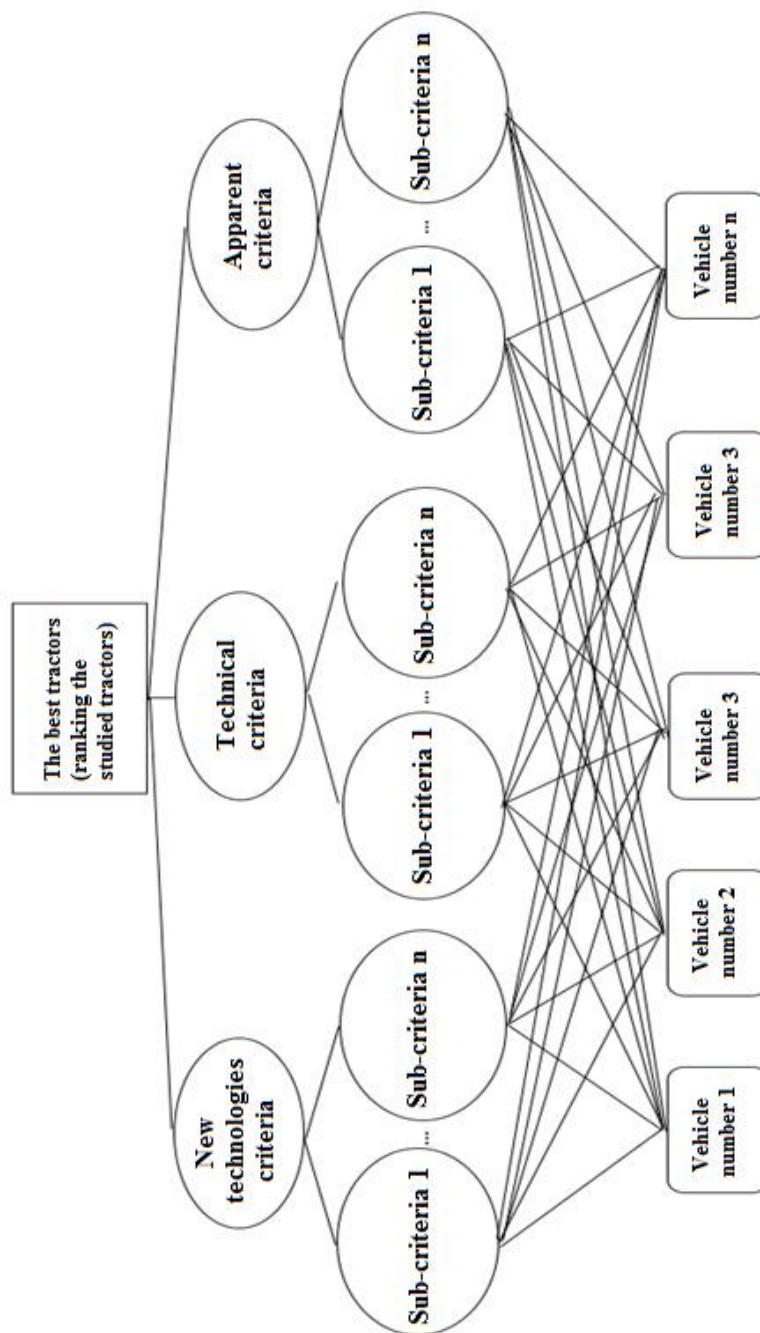 The best tractors
(ranking the
studied tractors)
New
technologies
criteria
Technical
criteria
Apparent
criteria
Sub-criteria 1
...
Sub-criteria n
Sub-criteria 1
...
Sub-criteria n
Sub-criteria 1
...
Sub-criteria n
Vehicle
number 1
Vehicle
number 2
Vehicle
number 3
Vehicle
number 3
Vehicle
number n